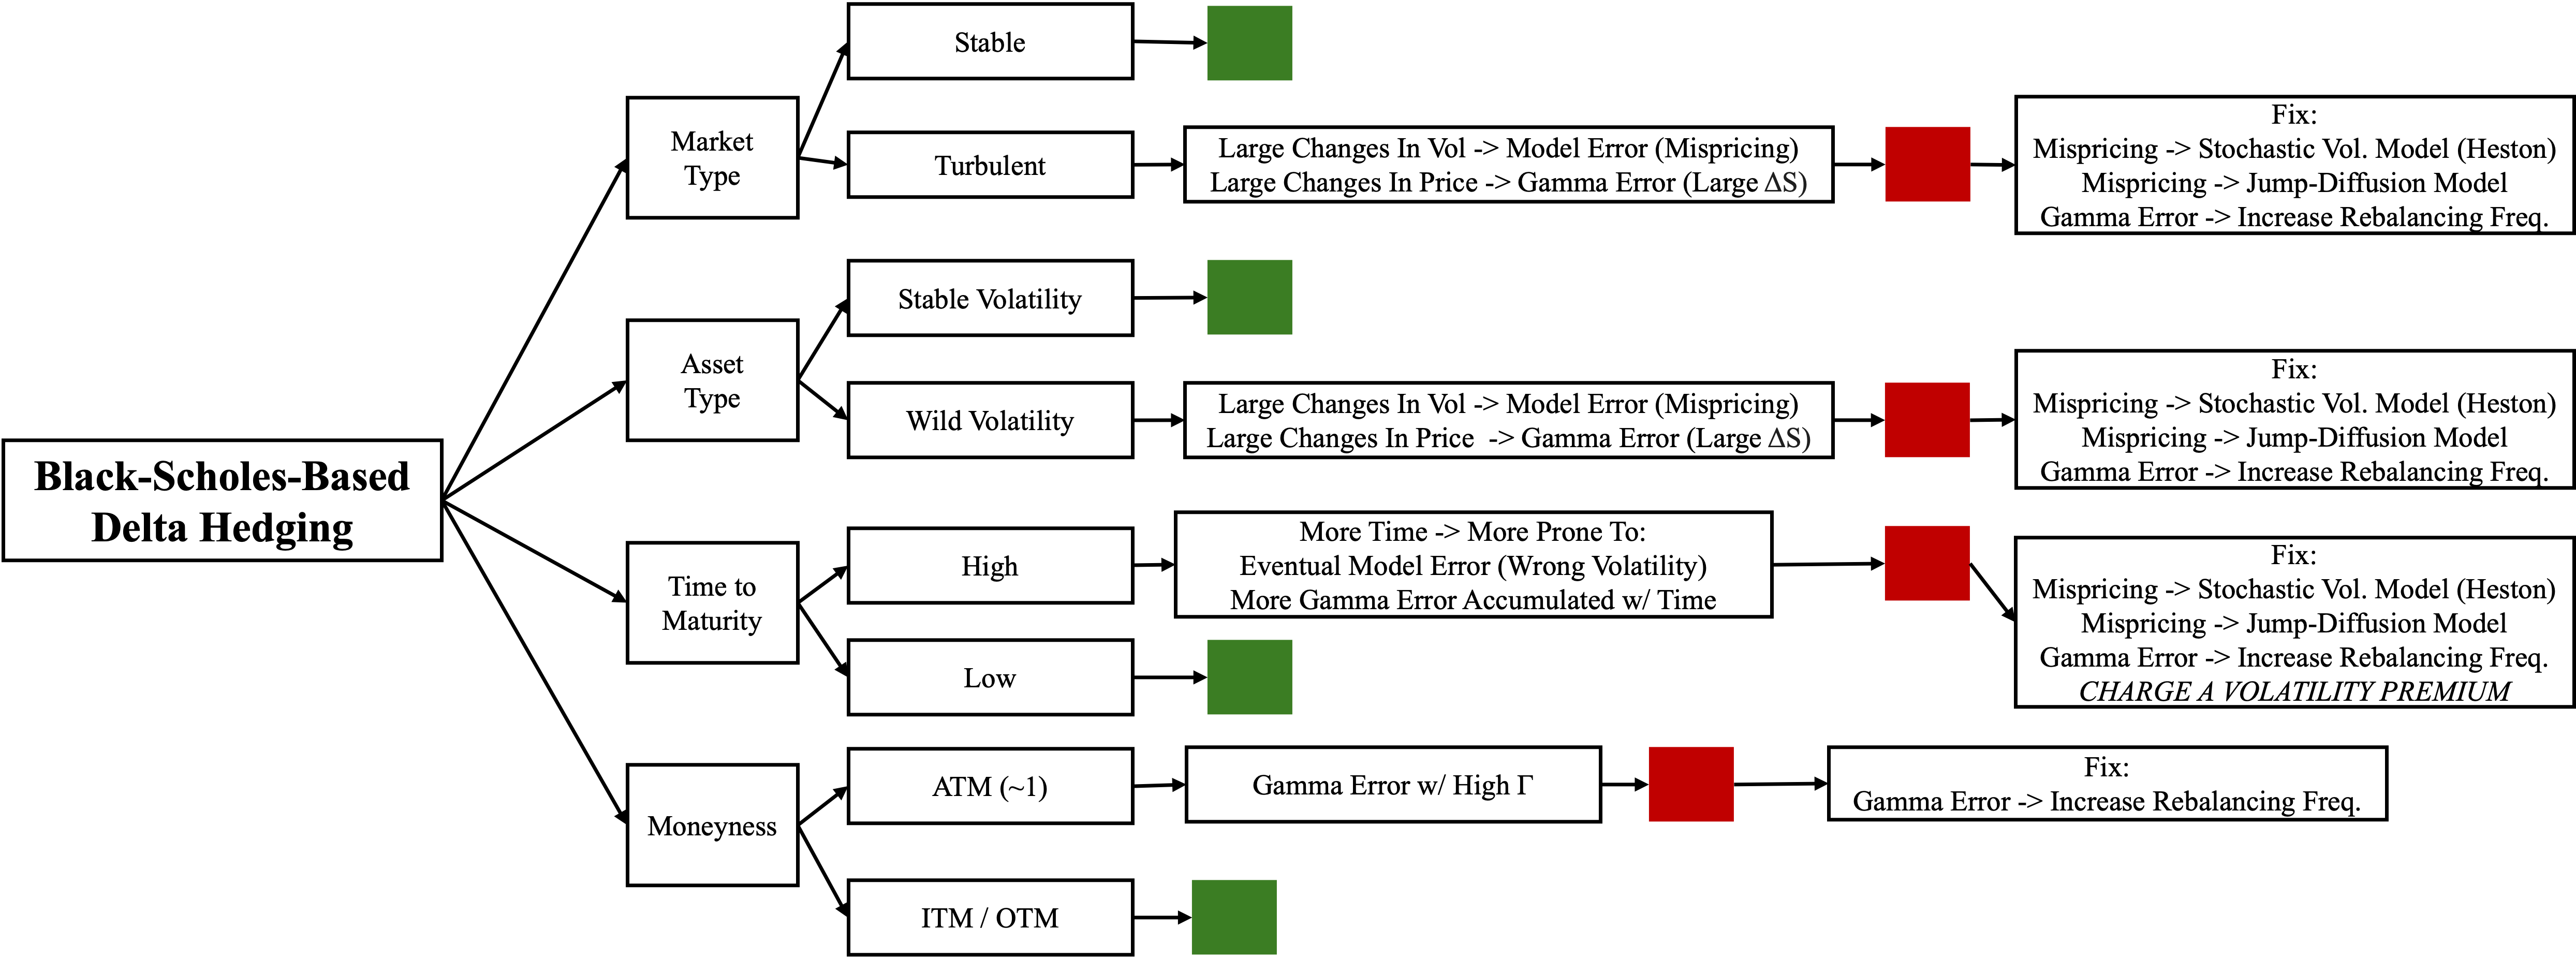 Black-Scholes-Based
Delta Hedging
Market
Type
Stable
Turbulent
Large Changes In Vol -> Model Error (Mispricing)
Large Changes In Price -> Gamma Error (Large ΔS)
Fix:
Mispricing -> Stochastic Vol. Model (Heston)
Mispricing -> Jump-Diffusion Model
Gamma Error -> Increase Rebalancing Freq.
Asset
Type
Stable Volatility
Wild Volatility
Large Changes In Vol -> Model Error (Mispricing)
Large Changes In Price -> Gamma Error (Large ΔS)
Fix:
Mispricing -> Stochastic Vol. Model (Heston)
Mispricing -> Jump-Diffusion Model
Gamma Error -> Increase Rebalancing Freq.
Time to
Maturity
High
More Time -> More Prone To:
Eventual Model Error (Wrong Volatility)
More Gamma Error Accumulated w/ Time
Fix:
Mispricing -> Stochastic Vol. Model (Heston)
Mispricing -> Jump-Diffusion Model
Gamma Error -> Increase Rebalancing Freq.
CHARGE A VOLATILITY PREMIUM
Low
Moneyness
ATM (~1)
Gamma Error w/ High Γ
Fix:
Gamma Error -> Increase Rebalancing Freq.
ITM / OTM